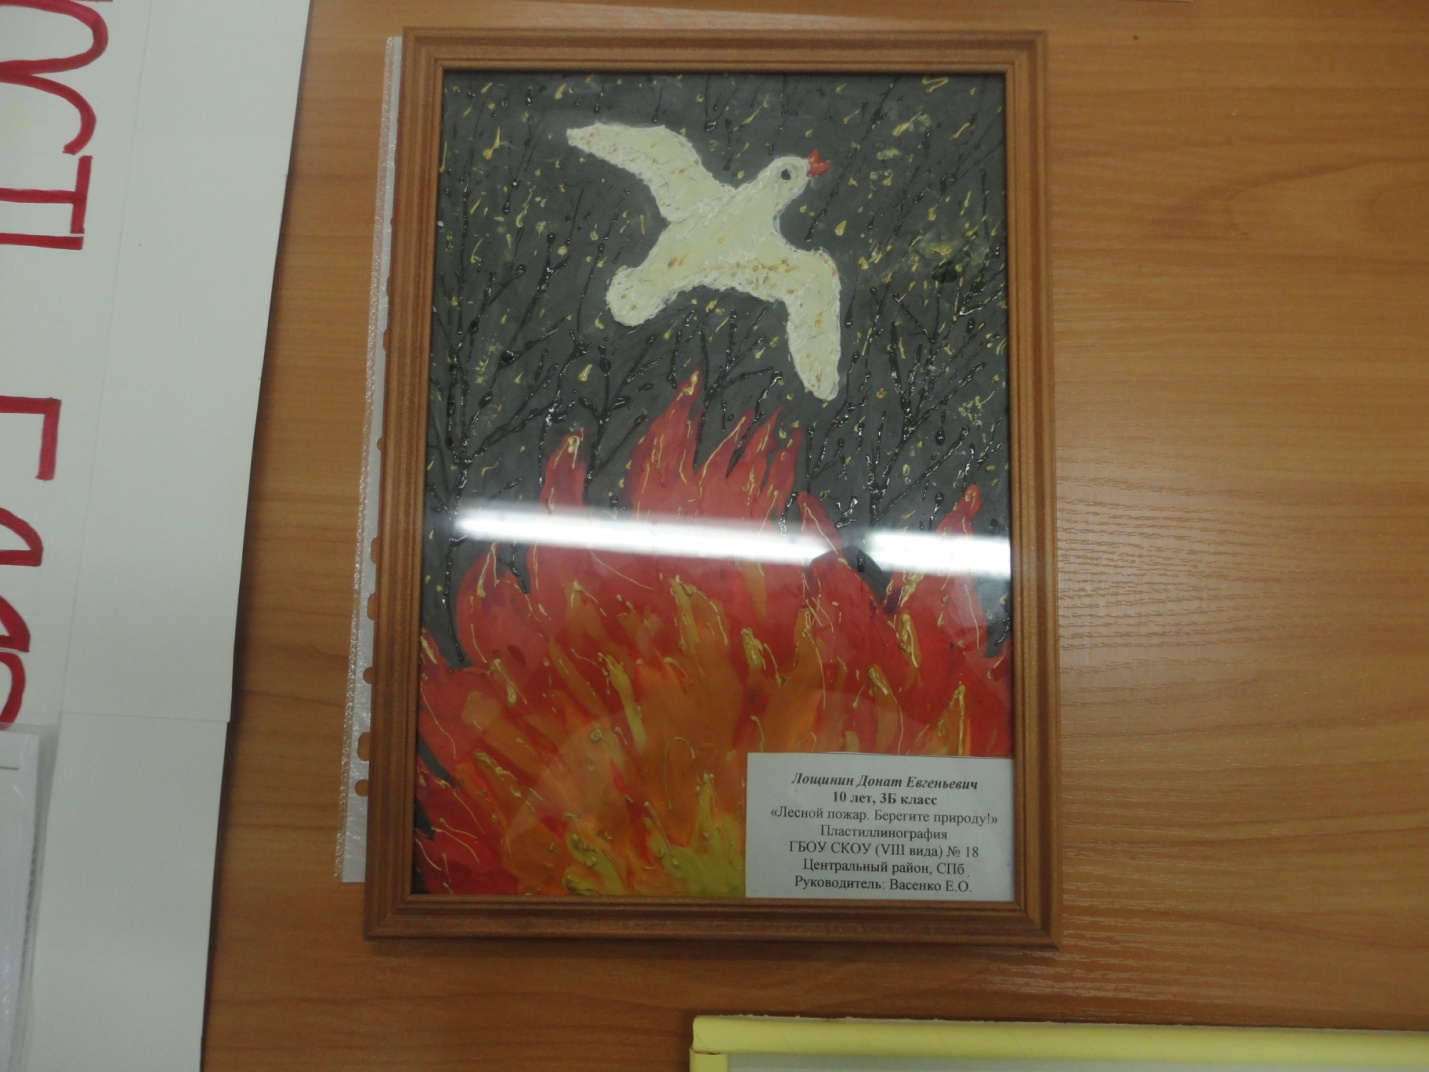 Лощинин Донат Евгеньевич
10 лет, 3Б класс
«Лесной пожар. Берегите природу!»
Пластиллинография
ГБОУ СКОУ (VIII вида) № 18
Центральный район, СПб
Руководитель: Васенко Е.О.